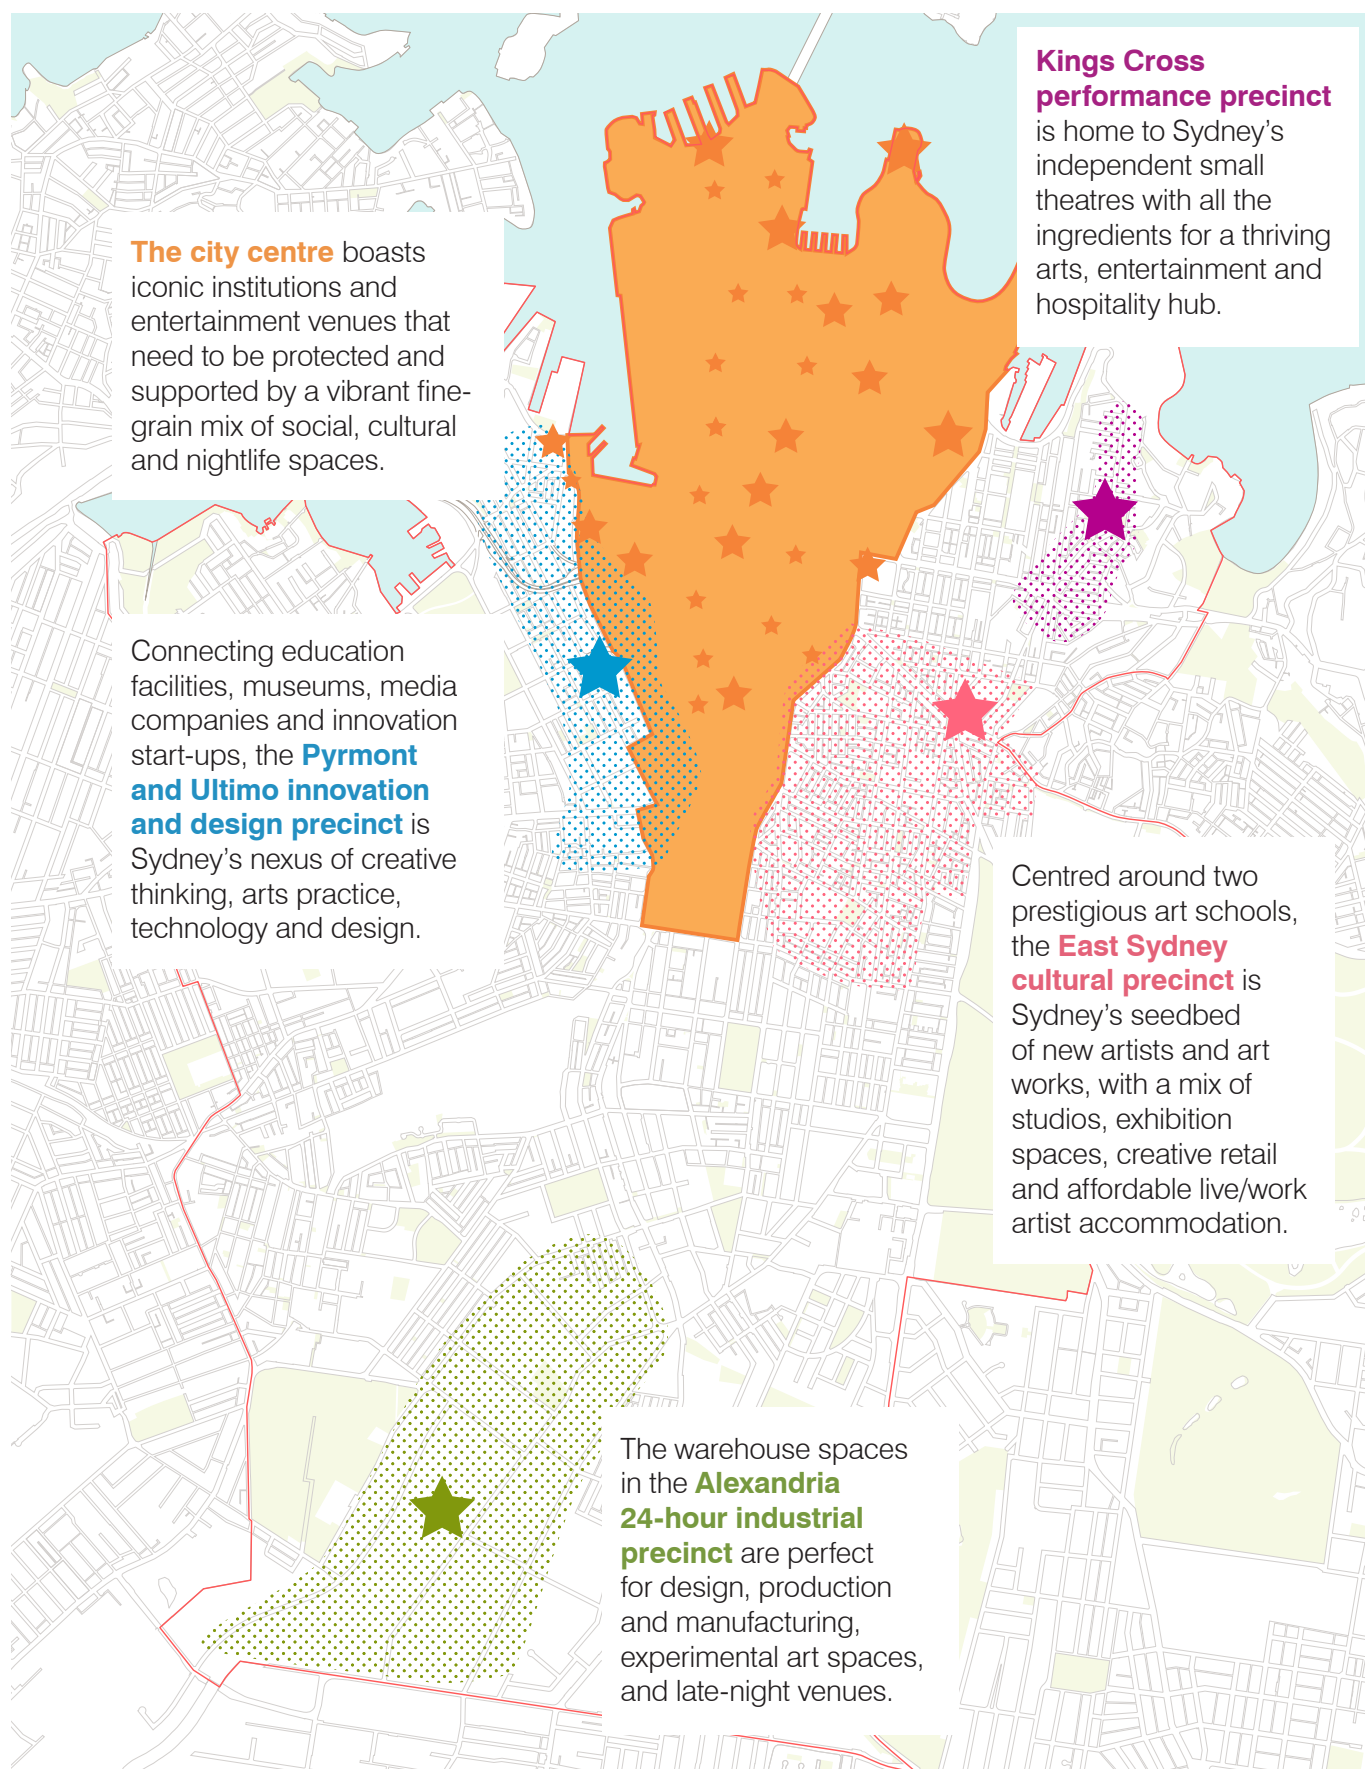 Kings Cross
performance precinct
is home to Sydney’s
independent small
theatres with all the
ingredients for a thriving
arts, entertainment and
hospitality hub.
The city centre boasts
iconic institutions and
entertainment venues that
need to be protected and
supported by a vibrant fine-
grain mix of social, cultural
and nightlife spaces.
Connecting education
facilities, museums, media
companies and innovation
start-ups, the Pyrmont
and Ultimo innovation
and design precinct is
Sydney’s nexus of creative
thinking, arts practice,
technology and design.
Centred around two
prestigious art schools,
the East Sydney
cultural precinct is
Sydney’s seedbed
of new artists and art
works, with a mix of
studios, exhibition
spaces, creative retail
and affordable live/work
artist accommodation.
The warehouse spaces
in the Alexandria
24-hour industrial
precinct are perfect
for design, production
and manufacturing,
experimental art spaces,
and late-night venues.